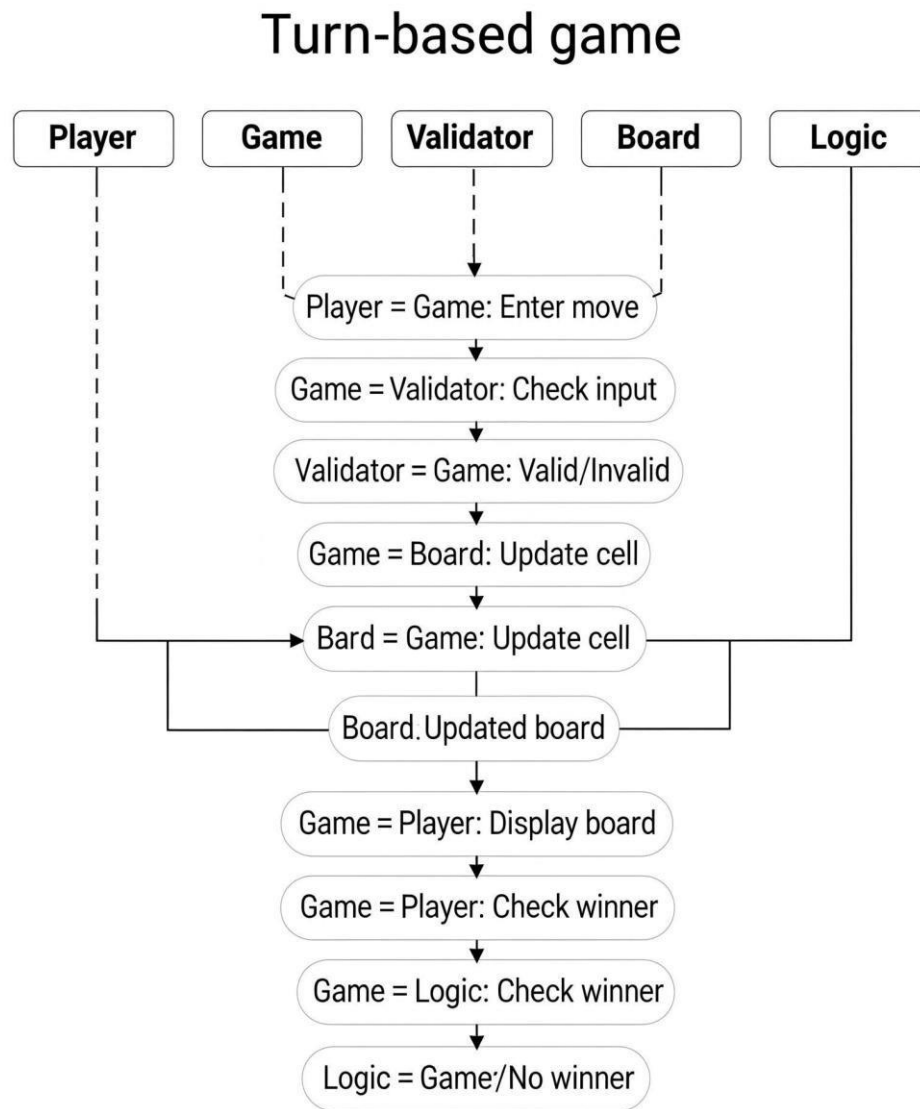 Turn-based game
Player
Game
Validator
Board
Logic
Player = Game: Enter move
Game = Validator: Check input
Validator = Game: Valid/Invalid
Game = Board: Update cell
Bard = Game: Update cell
Board.Updated board
Game = Player: Display board
Game = Player: Check winner
Game = Logic: Check winner
Logic = Game/No winner